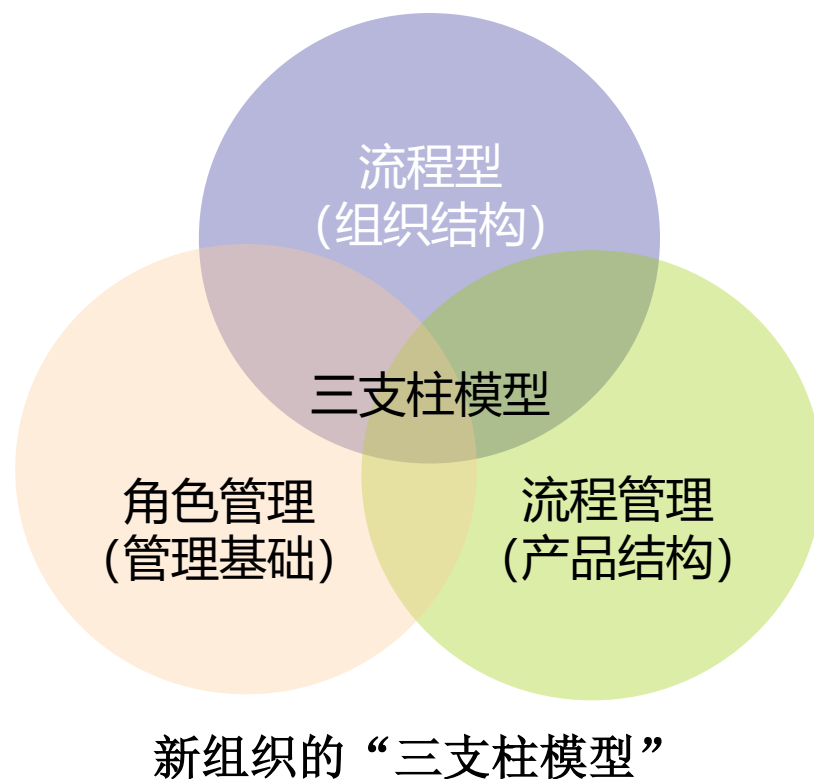 流程型
（组织结构）
三支柱模型
角色管理
（管理基础）
流程管理
（产品结构）
新组织的“三支柱模型”